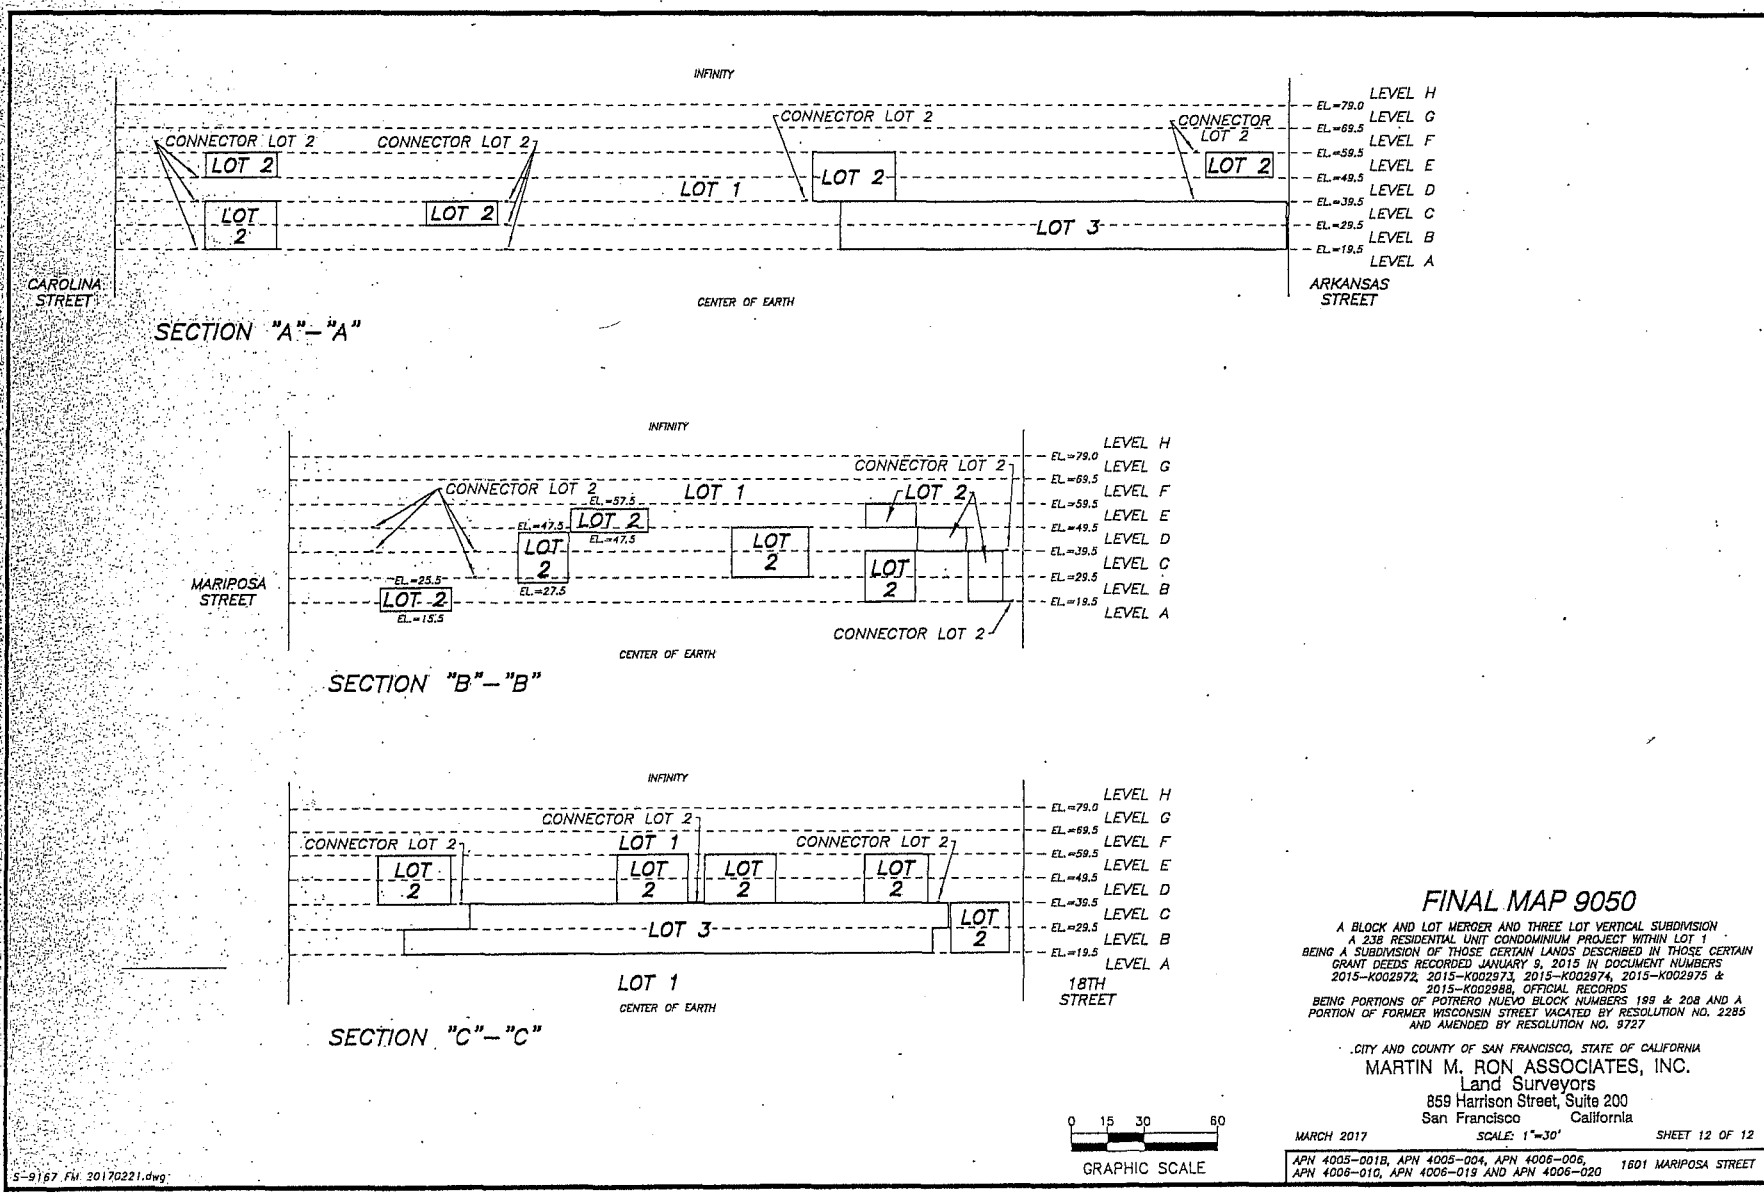 INFINITY
LEVEL H
EL.=79.0
LEVEL G
CONNECTOR LOT 2
CONNECTOR
LOT 2
EL.=69.5
LEVEL F
CONNECTOR LOT 2
CONNECTOR LOT 2
EL.=59.5
LOT 2
LOT 2
LOT 2
LEVEL E
EL.=49.5
LOT 1
LEVEL D
EL.=39.5
LOT
2
LOT 2
LOT 3
LEVEL C
EL.=29.5
LEVEL B
EL.=19.5
LEVEL A
CAROLINA
STREET
ARKANSAS
STREET
CENTER OF EARTH
SECTION "A"–"A"
INFINITY
LEVEL H
EL.=79.0
CONNECTOR LOT 2
LEVEL G
EL.=69.5
CONNECTOR LOT 2
LOT 1
LOT 2
LEVEL F
EL.=57.5
EL.=59.5
LOT 2
LEVEL E
EL.=47.5
EL.=49.5
EL.=47.5
LOT
2
LOT
2
LEVEL D
EL.=39.5
LOT
2
LEVEL C
MARIPOSA
STREET
EL.=25.5
EL.=29.5
EL.=27.5
LEVEL B
LOT 2
EL.=19.5
EL.=15.5
LEVEL A
CONNECTOR LOT 2
CENTER OF EARTH
SECTION "B"–"B"
INFINITY
LEVEL H
EL.=79.0
CONNECTOR LOT 2
LEVEL G
EL.=69.5
CONNECTOR LOT 2
LOT 1
CONNECTOR LOT 2
LEVEL F
EL.=59.5
LOT
2
LOT
2
LOT
2
LOT
2
LEVEL E
EL.=49.5
LEVEL D
EL.=39.5
LOT
2
LEVEL C
LOT 3
EL.=29.5
LEVEL B
EL.=19.5
LEVEL A
LOT 1
18TH
STREET
CENTER OF EARTH
SECTION "C"–"C"
FINAL MAP 9050
A BLOCK AND LOT MERGER AND THREE LOT VERTICAL SUBDIVISION
A 238 RESIDENTIAL UNIT CONDOMINIUM PROJECT WITHIN LOT 1
BEING A SUBDIVISION OF THOSE CERTAIN LANDS DESCRIBED IN THOSE CERTAIN
GRANT DEEDS RECORDED JANUARY 9, 2015 IN DOCUMENT NUMBERS
2015–K002972, 2015–K002973, 2015–K002974, 2015–K002975 &
2015–K002988, OFFICIAL RECORDS
BEING PORTIONS OF POTRERO NUEVO BLOCK NUMBERS 199 & 208 AND A
PORTION OF FORMER WISCONSIN STREET VACATED BY RESOLUTION NO. 2285
AND AMENDED BY RESOLUTION NO. 9727
CITY AND COUNTY OF SAN FRANCISCO, STATE OF CALIFORNIA
MARTIN M. RON ASSOCIATES, INC.
Land Surveyors
859 Harrison Street, Suite 200
San Francisco California
MARCH 2017 SCALE: 1"=30' SHEET 12 OF 12
APN 4005–001B, APN 4005–004, APN 4006–006,
APN 4006–010, APN 4006–019 AND APN 4006–020
1601 MARIPOSA STREET
0 15 30 60
GRAPHIC SCALE
S-9167 FM 20170221.dwg